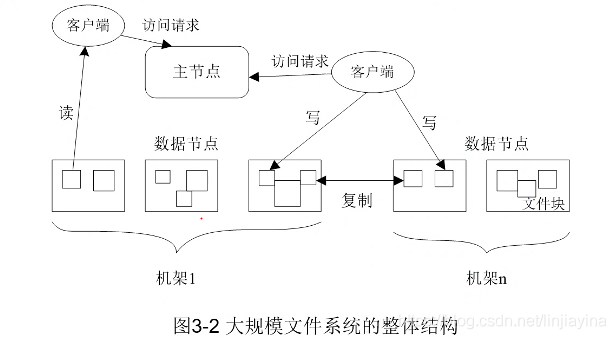 客户端
访问请求
主节点
访问请求
客户端
读
写
写
数据节点
数据节点
复制
文件块
机架1
机架n
图3-2 大规模文件系统的整体结构
blog.csdn.net/linjiayina